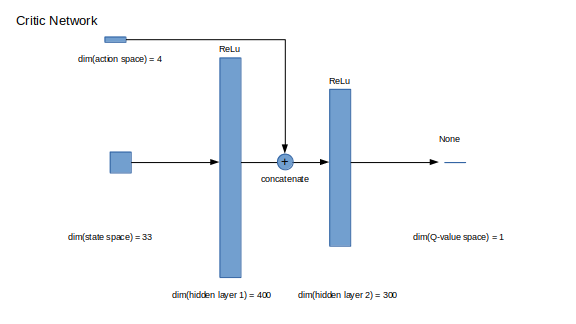 Critic Network
ReLu
dim(action space) = 4
ReLu
None
+
concatenate
dim(state space) = 33
dim(Q-value space) = 1
dim(hidden layer 1) = 400
dim(hidden layer 2) = 300